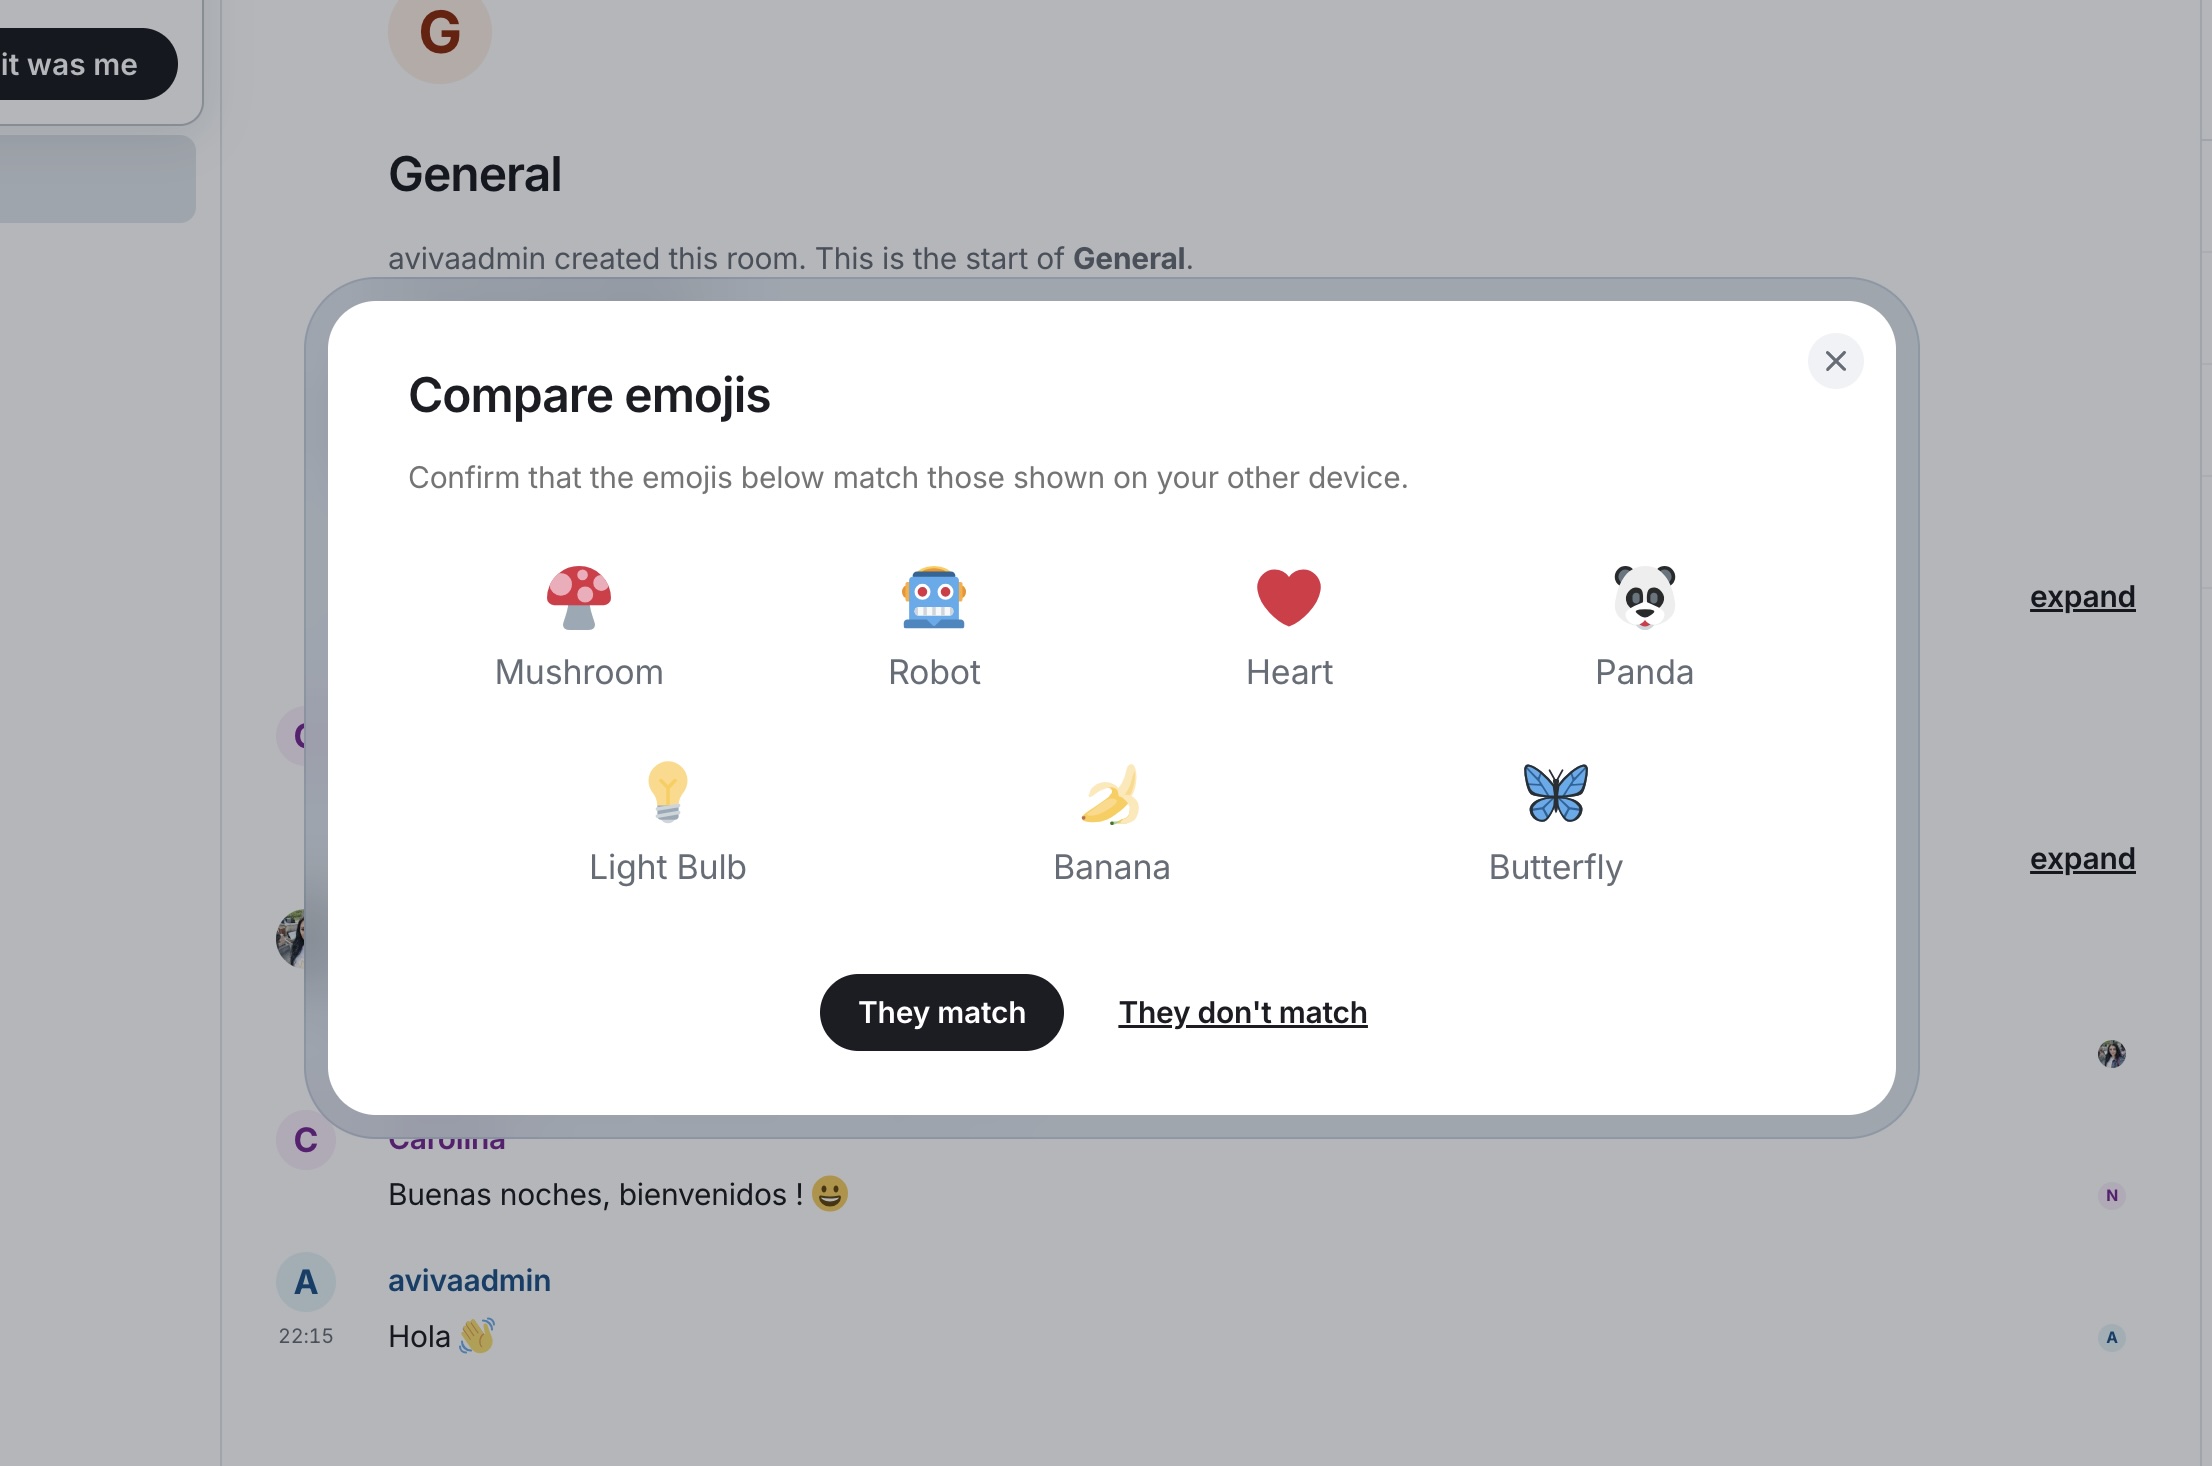 it was me
G
General
avivaadmin created this room. This is the start of General.
Compare emojis
Confirm that the emojis below match those shown on your other device.
Mushroom
Robot
Heart
Panda
expand
Light Bulb
Banana
Butterfly
expand
They match
They don't match
C
Carolina
Buenas noches, bienvenidos ! 😃
N
A
avivaadmin
22:15
Hola 👋
A